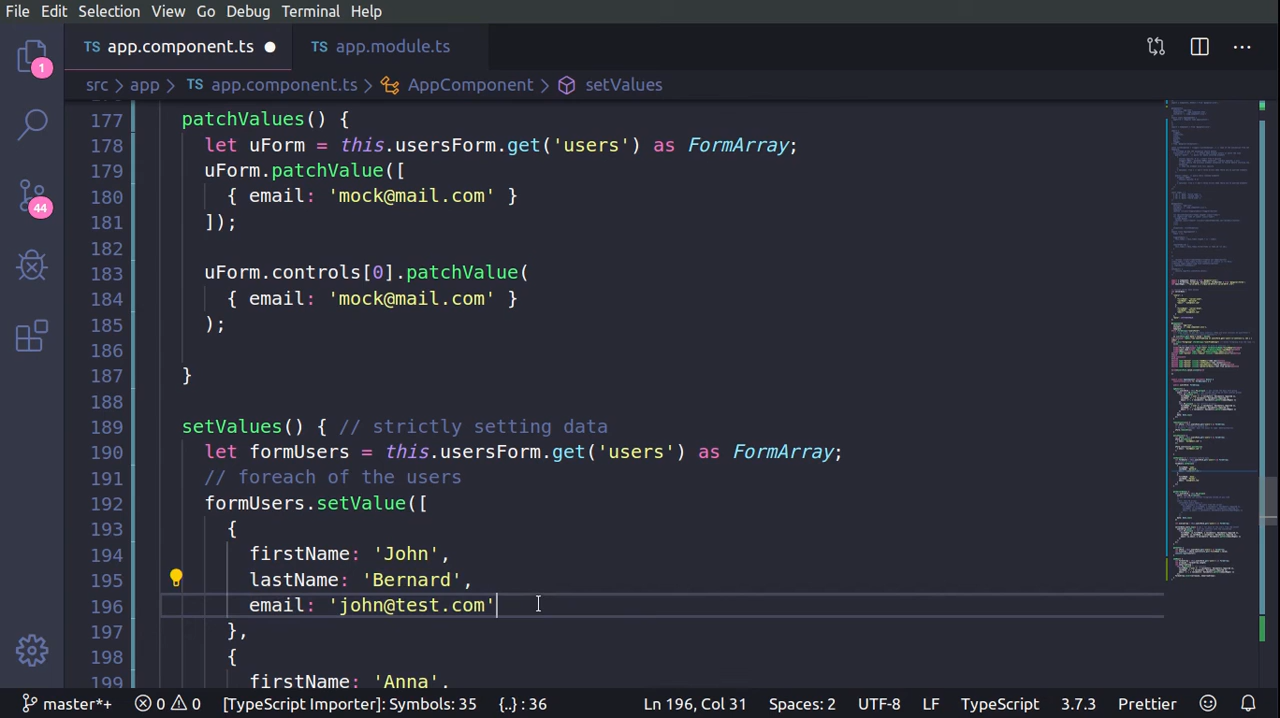 File Edit Selection View Go Debug Terminal Help
TS app.component.ts TS app.module.ts
src > app > TS app.component.ts > AppComponent > setValues
177 patchValues() {
178 let uForm = this.usersForm.get('users') as FormArray;
179 uForm.patchValue([
180 { email: 'mock@mail.com' }
181 ]);
182
183 uForm.controls[0].patchValue(
184 { email: 'mock@mail.com' }
185 );
186
187 }
188
189 setValues() { // strictly setting data
190 let formUsers = this.usersForm.get('users') as FormArray;
191 // foreach of the users
192 formUsers.setValue([
193 {
194 firstName: 'John',
195 lastName: 'Bernard',
196 email: 'john@test.com'
197 },
198 {
199 firstName: 'Anna',
1
44
master*+ 0 0 [TypeScript Importer]: Symbols: 35 {..} : 36 Ln 196, Col 31 Spaces: 2 UTF-8 LF TypeScript 3.7.3 Prettier